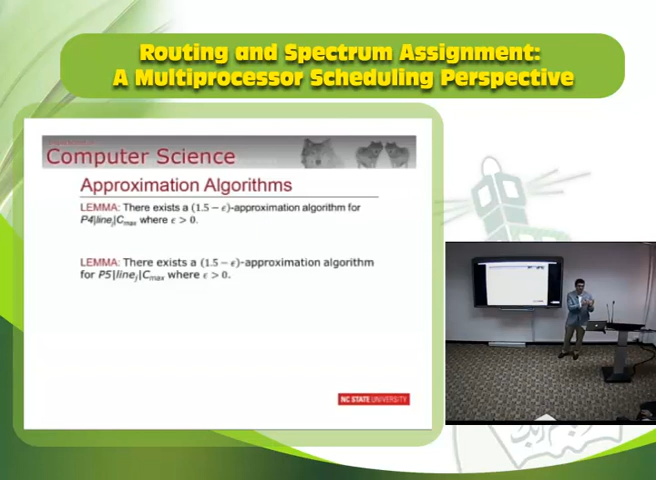 Routing and Spectrum Assignment:
A Multiprocessor Scheduling Perspective
Computer Science
Approximation Algorithms
LEMMA: There exists a (1.5 − ϵ)-approximation algorithm for
P4|line_j|C_max where ϵ > 0.
LEMMA: There exists a (1.5 − ϵ)-approximation algorithm
for P5|line_j|C_max where ϵ > 0.
NC STATE UNIVERSITY